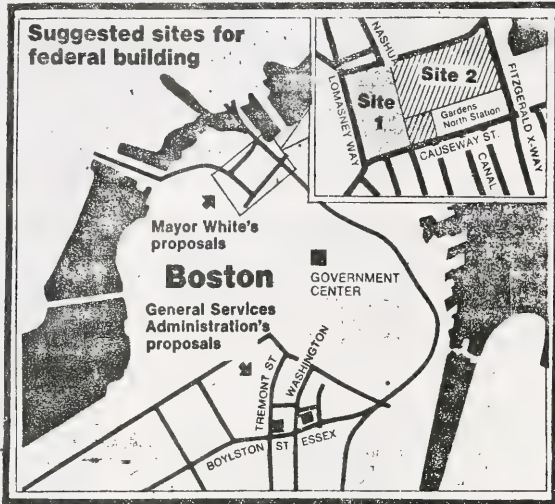 Suggested sites for
federal building
NASHUA
LOMASNEY WAY
Site
1
Site 2
Gardens
North Station
FITZGERALD X-WAY
CAUSEWAY ST.
CANAL
Mayor White's
proposals
Boston
GOVERNMENT
CENTER
General Services
Administration's
proposals
TREMONT ST
WASHINGTON
BOYLSTON ST
ESSEX